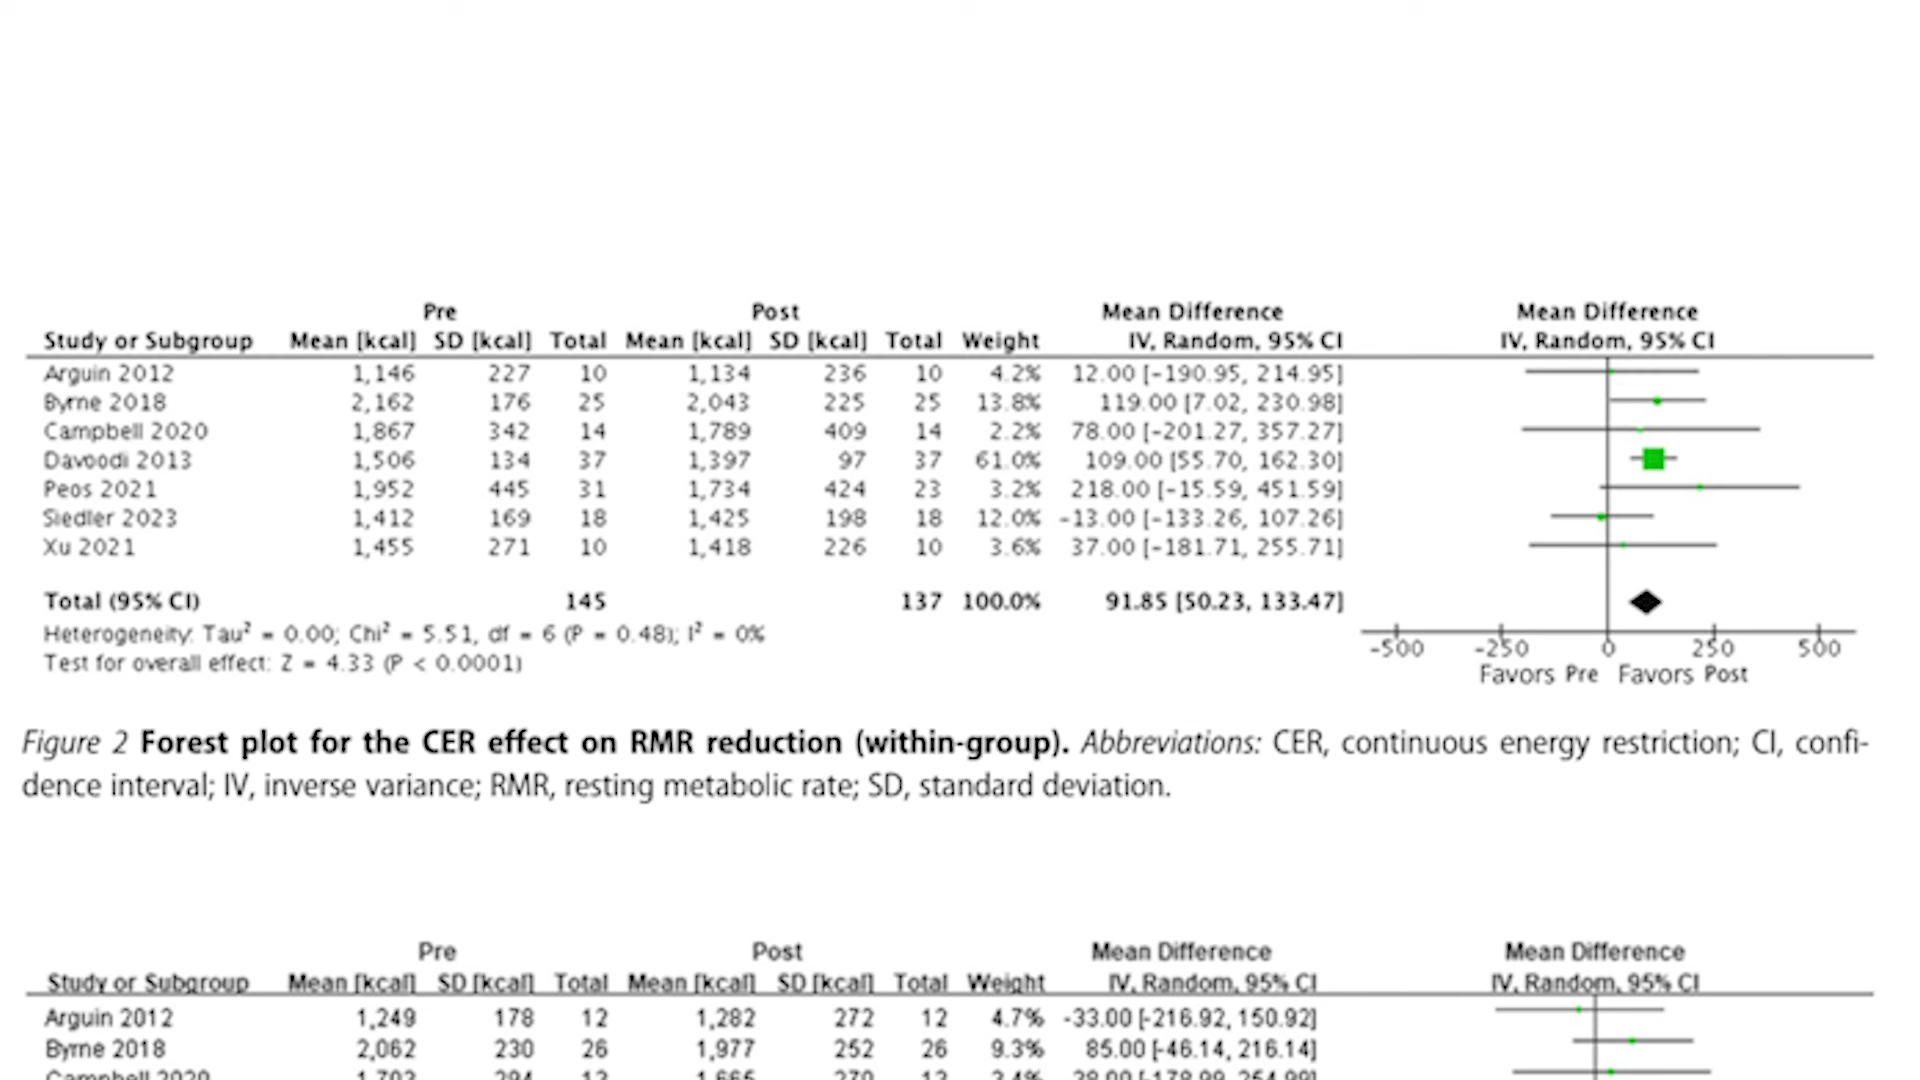 Pre Post Mean Difference Mean Difference
Study or Subgroup Mean [kcal] SD [kcal] Total Mean [kcal] SD [kcal] Total Weight IV, Random, 95% CI IV, Random, 95% CI
Arguin 2012 1,146 227 10 1,134 236 10 4.2% 12.00 [-190.95, 214.95]
Byrne 2018 2,162 176 25 2,043 225 25 13.8% 119.00 [7.02, 230.98]
Campbell 2020 1,867 342 14 1,789 409 14 2.2% 78.00 [-201.27, 357.27]
Davoodi 2013 1,506 134 37 1,397 97 37 61.0% 109.00 [55.70, 162.30]
Peos 2021 1,952 445 31 1,734 424 23 3.2% 218.00 [-15.59, 451.59]
Siedler 2023 1,412 169 18 1,425 198 18 12.0% -13.00 [-133.26, 107.26]
Xu 2021 1,455 271 10 1,418 226 10 3.6% 37.00 [-181.71, 255.71]
Total (95% CI) 145 137 100.0% 91.85 [50.23, 133.47]
Heterogeneity: Tau² = 0.00; Chi² = 5.51, df = 6 (P = 0.48); I² = 0%
Test for overall effect: Z = 4.33 (P < 0.0001)
-500 -250 0 250 500
Favors Pre Favors Post
Figure 2 Forest plot for the CER effect on RMR reduction (within-group). Abbreviations: CER, continuous energy restriction; CI, confi-
dence interval; IV, inverse variance; RMR, resting metabolic rate; SD, standard deviation.
Pre Post Mean Difference Mean Difference
Study or Subgroup Mean [kcal] SD [kcal] Total Mean [kcal] SD [kcal] Total Weight IV, Random, 95% CI IV, Random, 95% CI
Arguin 2012 1,249 178 12 1,282 272 12 4.7% -33.00 [-216.92, 150.92]
Byrne 2018 2,062 230 26 1,977 252 26 9.3% 85.00 [-46.14, 216.14]
Campbell 2020